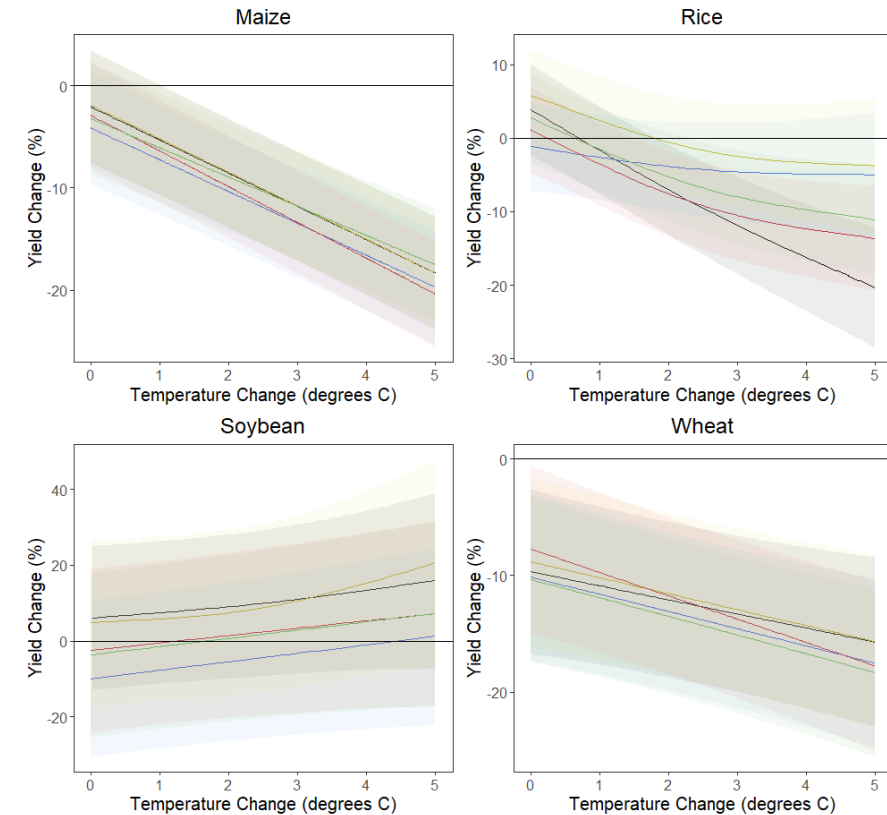 Maize
Yield Change (%)
0
-10
-20
0 1 2 3 4 5
Temperature Change (degrees C)
Rice
Yield Change (%)
10
0
-10
-20
-30
0 1 2 3 4 5
Temperature Change (degrees C)
Soybean
Yield Change (%)
40
20
0
-20
0 1 2 3 4 5
Temperature Change (degrees C)
Wheat
Yield Change (%)
0
-10
-20
0 1 2 3 4 5
Temperature Change (degrees C)